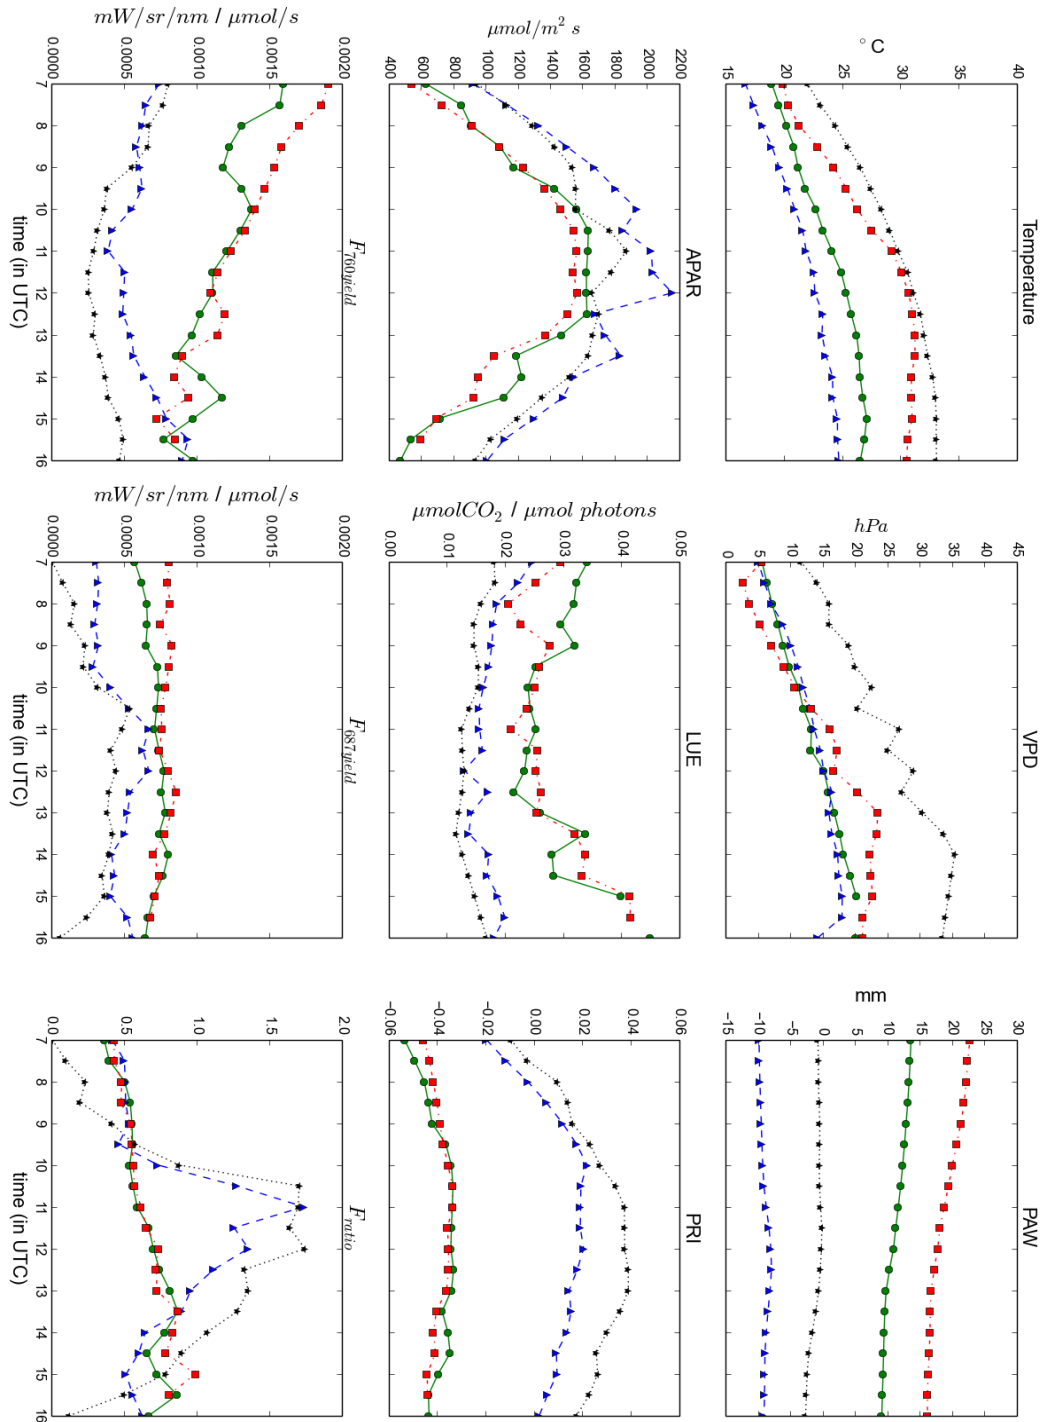 Temperature
° C
40
35
30
25
20
15
VPD
hPa
45
40
35
30
25
20
15
10
5
0
PAW
mm
30
25
20
15
10
5
0
−5
−10
−15
APAR
μmol/m² s
2200
2000
1800
1600
1400
1200
1000
800
600
400
LUE
μmolCO₂ / μmol photons
0.05
0.04
0.03
0.02
0.01
0.00
PRI
0.06
0.04
0.02
0.00
−0.02
−0.04
−0.06
F₇₆₀yield
mW/sr/nm / μmol/s
0.0020
0.0015
0.0010
0.0005
0.0000
7 8 9 10 11 12 13 14 15 16
time (in UTC)
F₆₈₇yield
mW/sr/nm / μmol/s
0.0020
0.0015
0.0010
0.0005
0.0000
7 8 9 10 11 12 13 14 15 16
time (in UTC)
Fratio
2.0
1.5
1.0
0.5
0.0
7 8 9 10 11 12 13 14 15 16
time (in UTC)